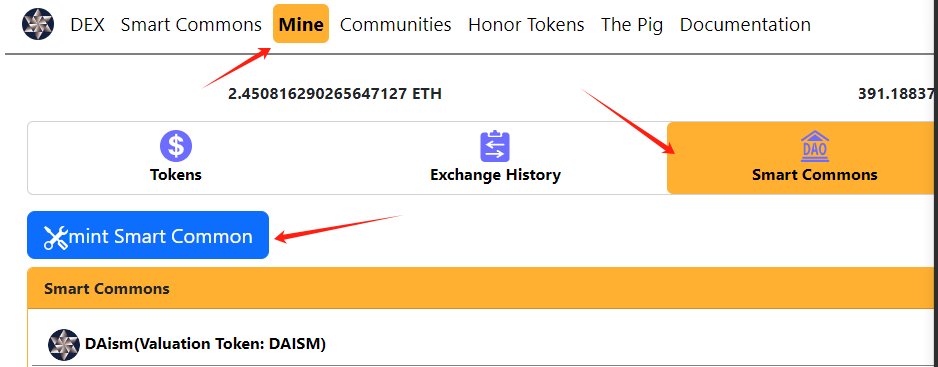 DEX Smart Commons Mine Communities Honor Tokens The Pig Documentation
2.450816290265647127 ETH 391.18837
DAO
Tokens Exchange History Smart Commons
mint Smart Common
Smart Commons
DAism(Valuation Token: DAISM)